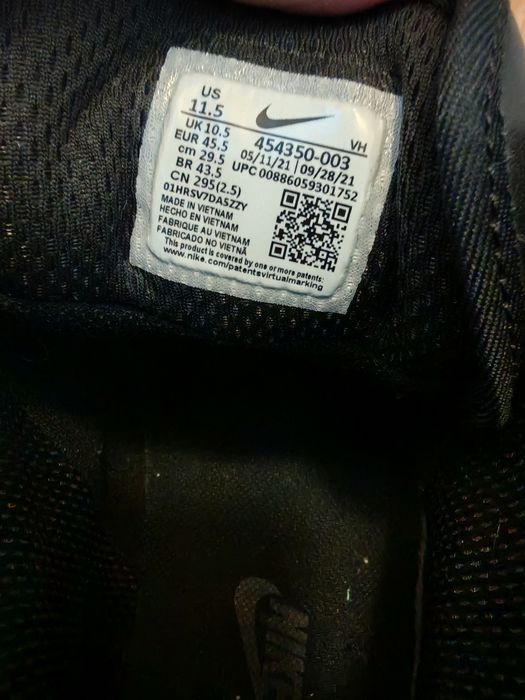 US
11.5
VH
UK 10.5
454350-003
EUR 45.5
05/11/21 | 09/28/21
cm 29.5
UPC 00886059301752
BR 43.5
CN 295(2.5)
01HRSV7DASZZY
MADE IN VIETNAM
HECHO EN VIETNAM
FABRIQUE AU VIETNAM
FABRICADO NO VIETNÃ
This product is covered by one or more patents:
www.nike.com/patentsvirtualmarking
NIKE